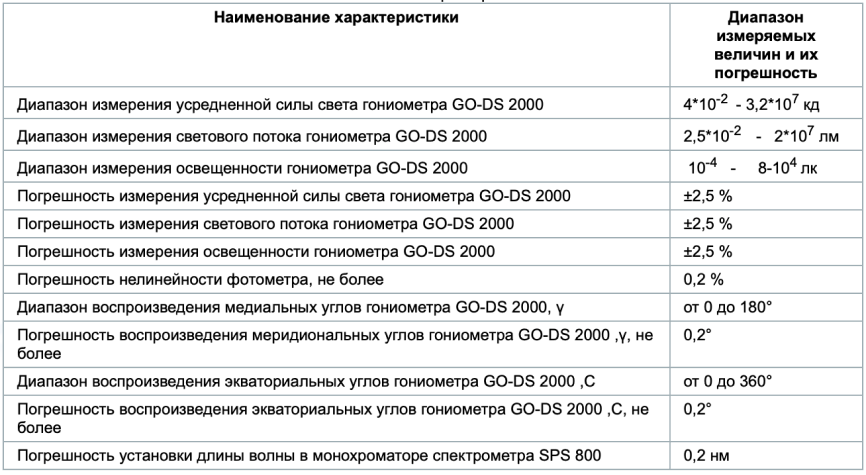 Наименование характеристики
Диапазон
измеряемых
величин и их
погрешность
Диапазон измерения усредненной силы света гониометра GO-DS 2000
4*10⁻² - 3,2*10⁷ кд
Диапазон измерения светового потока гониометра GO-DS 2000
2,5*10⁻² - 2*10⁷ лм
Диапазон измерения освещенности гониометра GO-DS 2000
10⁻⁴ - 8-10⁴ лк
Погрешность измерения усредненной силы света гониометра GO-DS 2000
±2,5 %
Погрешность измерения светового потока гониометра GO-DS 2000
±2,5 %
Погрешность измерения освещенности гониометра GO-DS 2000
±2,5 %
Погрешность нелинейности фотометра, не более
0,2 %
Диапазон воспроизведения медиальных углов гониометра GO-DS 2000, γ
от 0 до 180°
Погрешность воспроизведения меридиональных углов гониометра GO-DS 2000 ,γ, не
более
0,2°
Диапазон воспроизведения экваториальных углов гониометра GO-DS 2000 ,C
от 0 до 360°
Погрешность воспроизведения экваториальных углов гониометра GO-DS 2000 ,C, не
более
0,2°
Погрешность установки длины волны в монохроматоре спектрометра SPS 800
0,2 нм